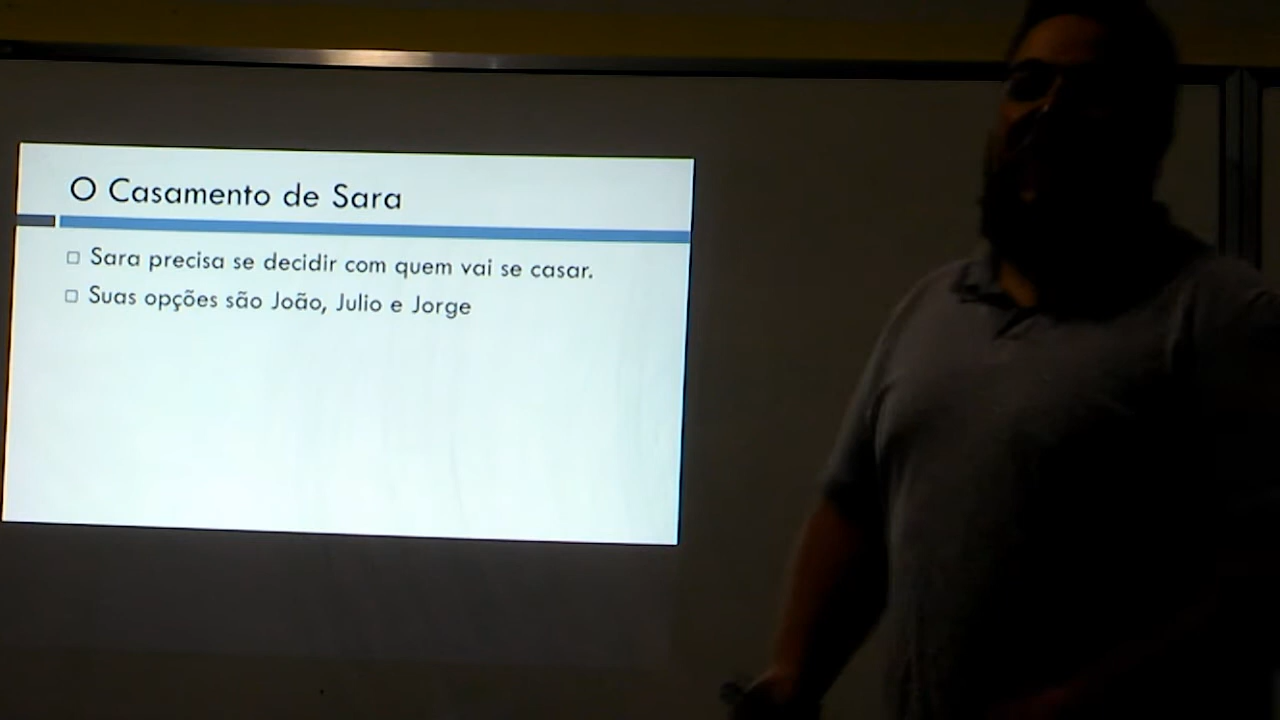 O Casamento de Sara
Sara precisa se decidir com quem vai se casar.
Suas opções são João, Julio e Jorge